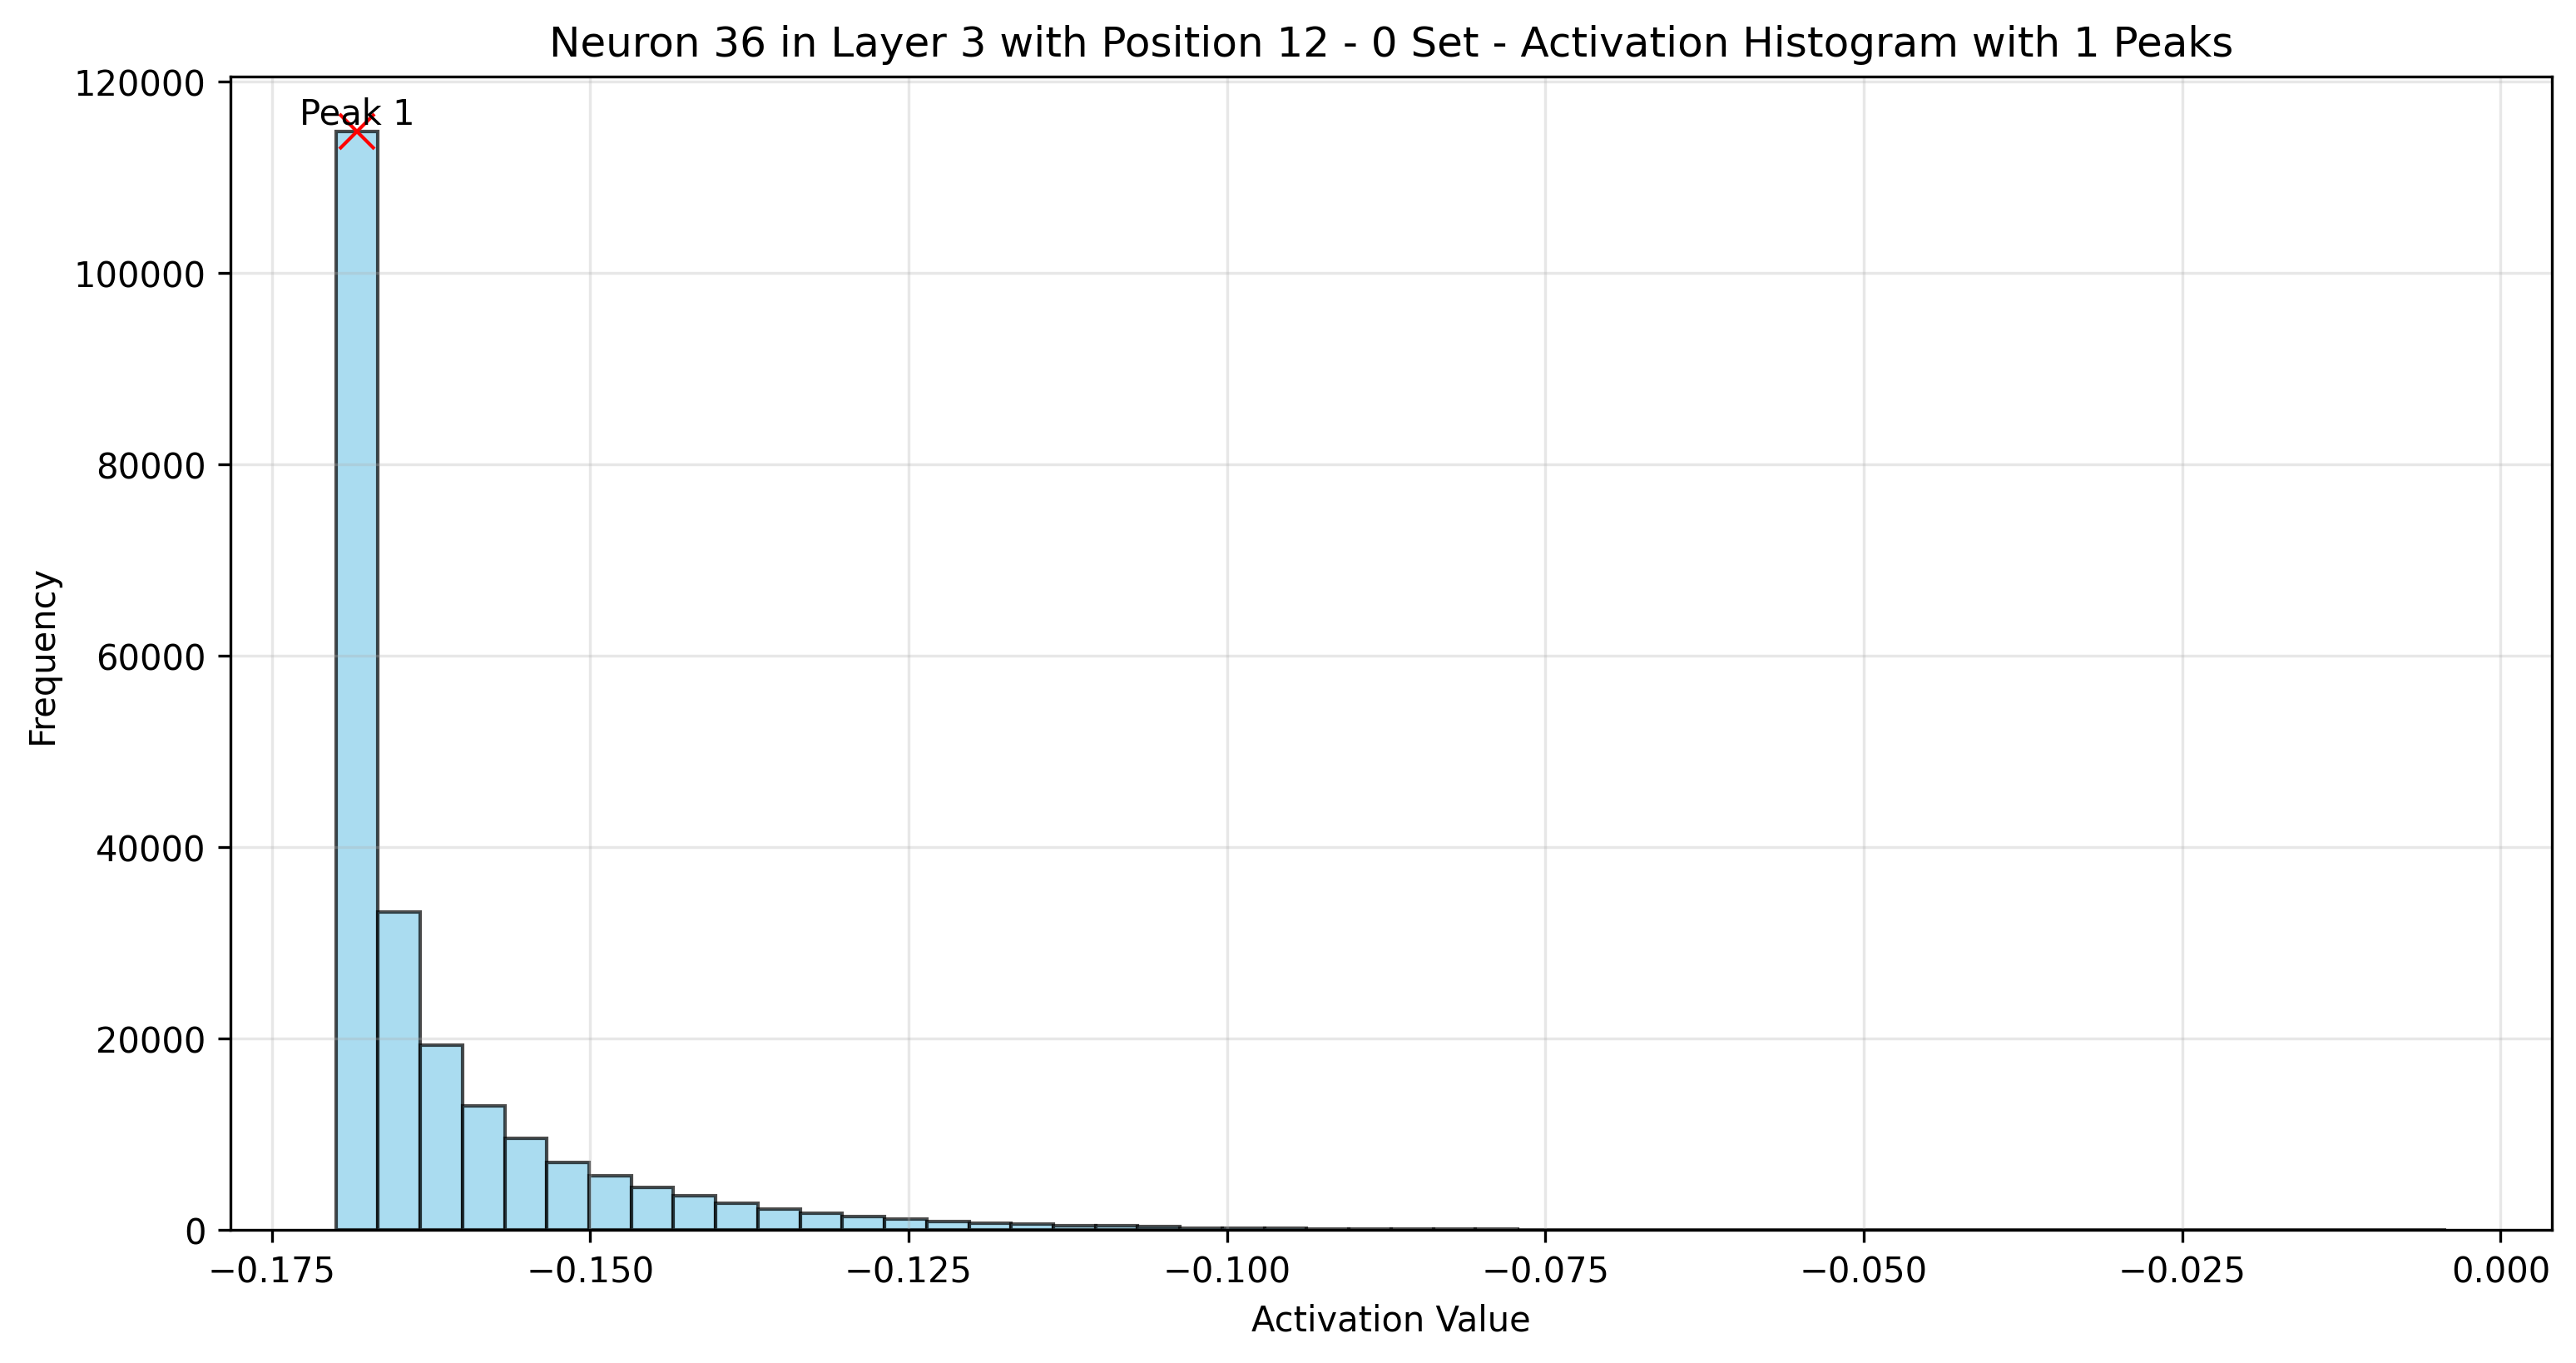 Neuron 36 in Layer 3 with Position 12 - 0 Set - Activation Histogram with 1 Peaks
120000
Peak 1
100000
80000
60000
40000
20000
0
Frequency
−0.175 −0.150 −0.125 −0.100 −0.075 −0.050 −0.025 0.000
Activation Value